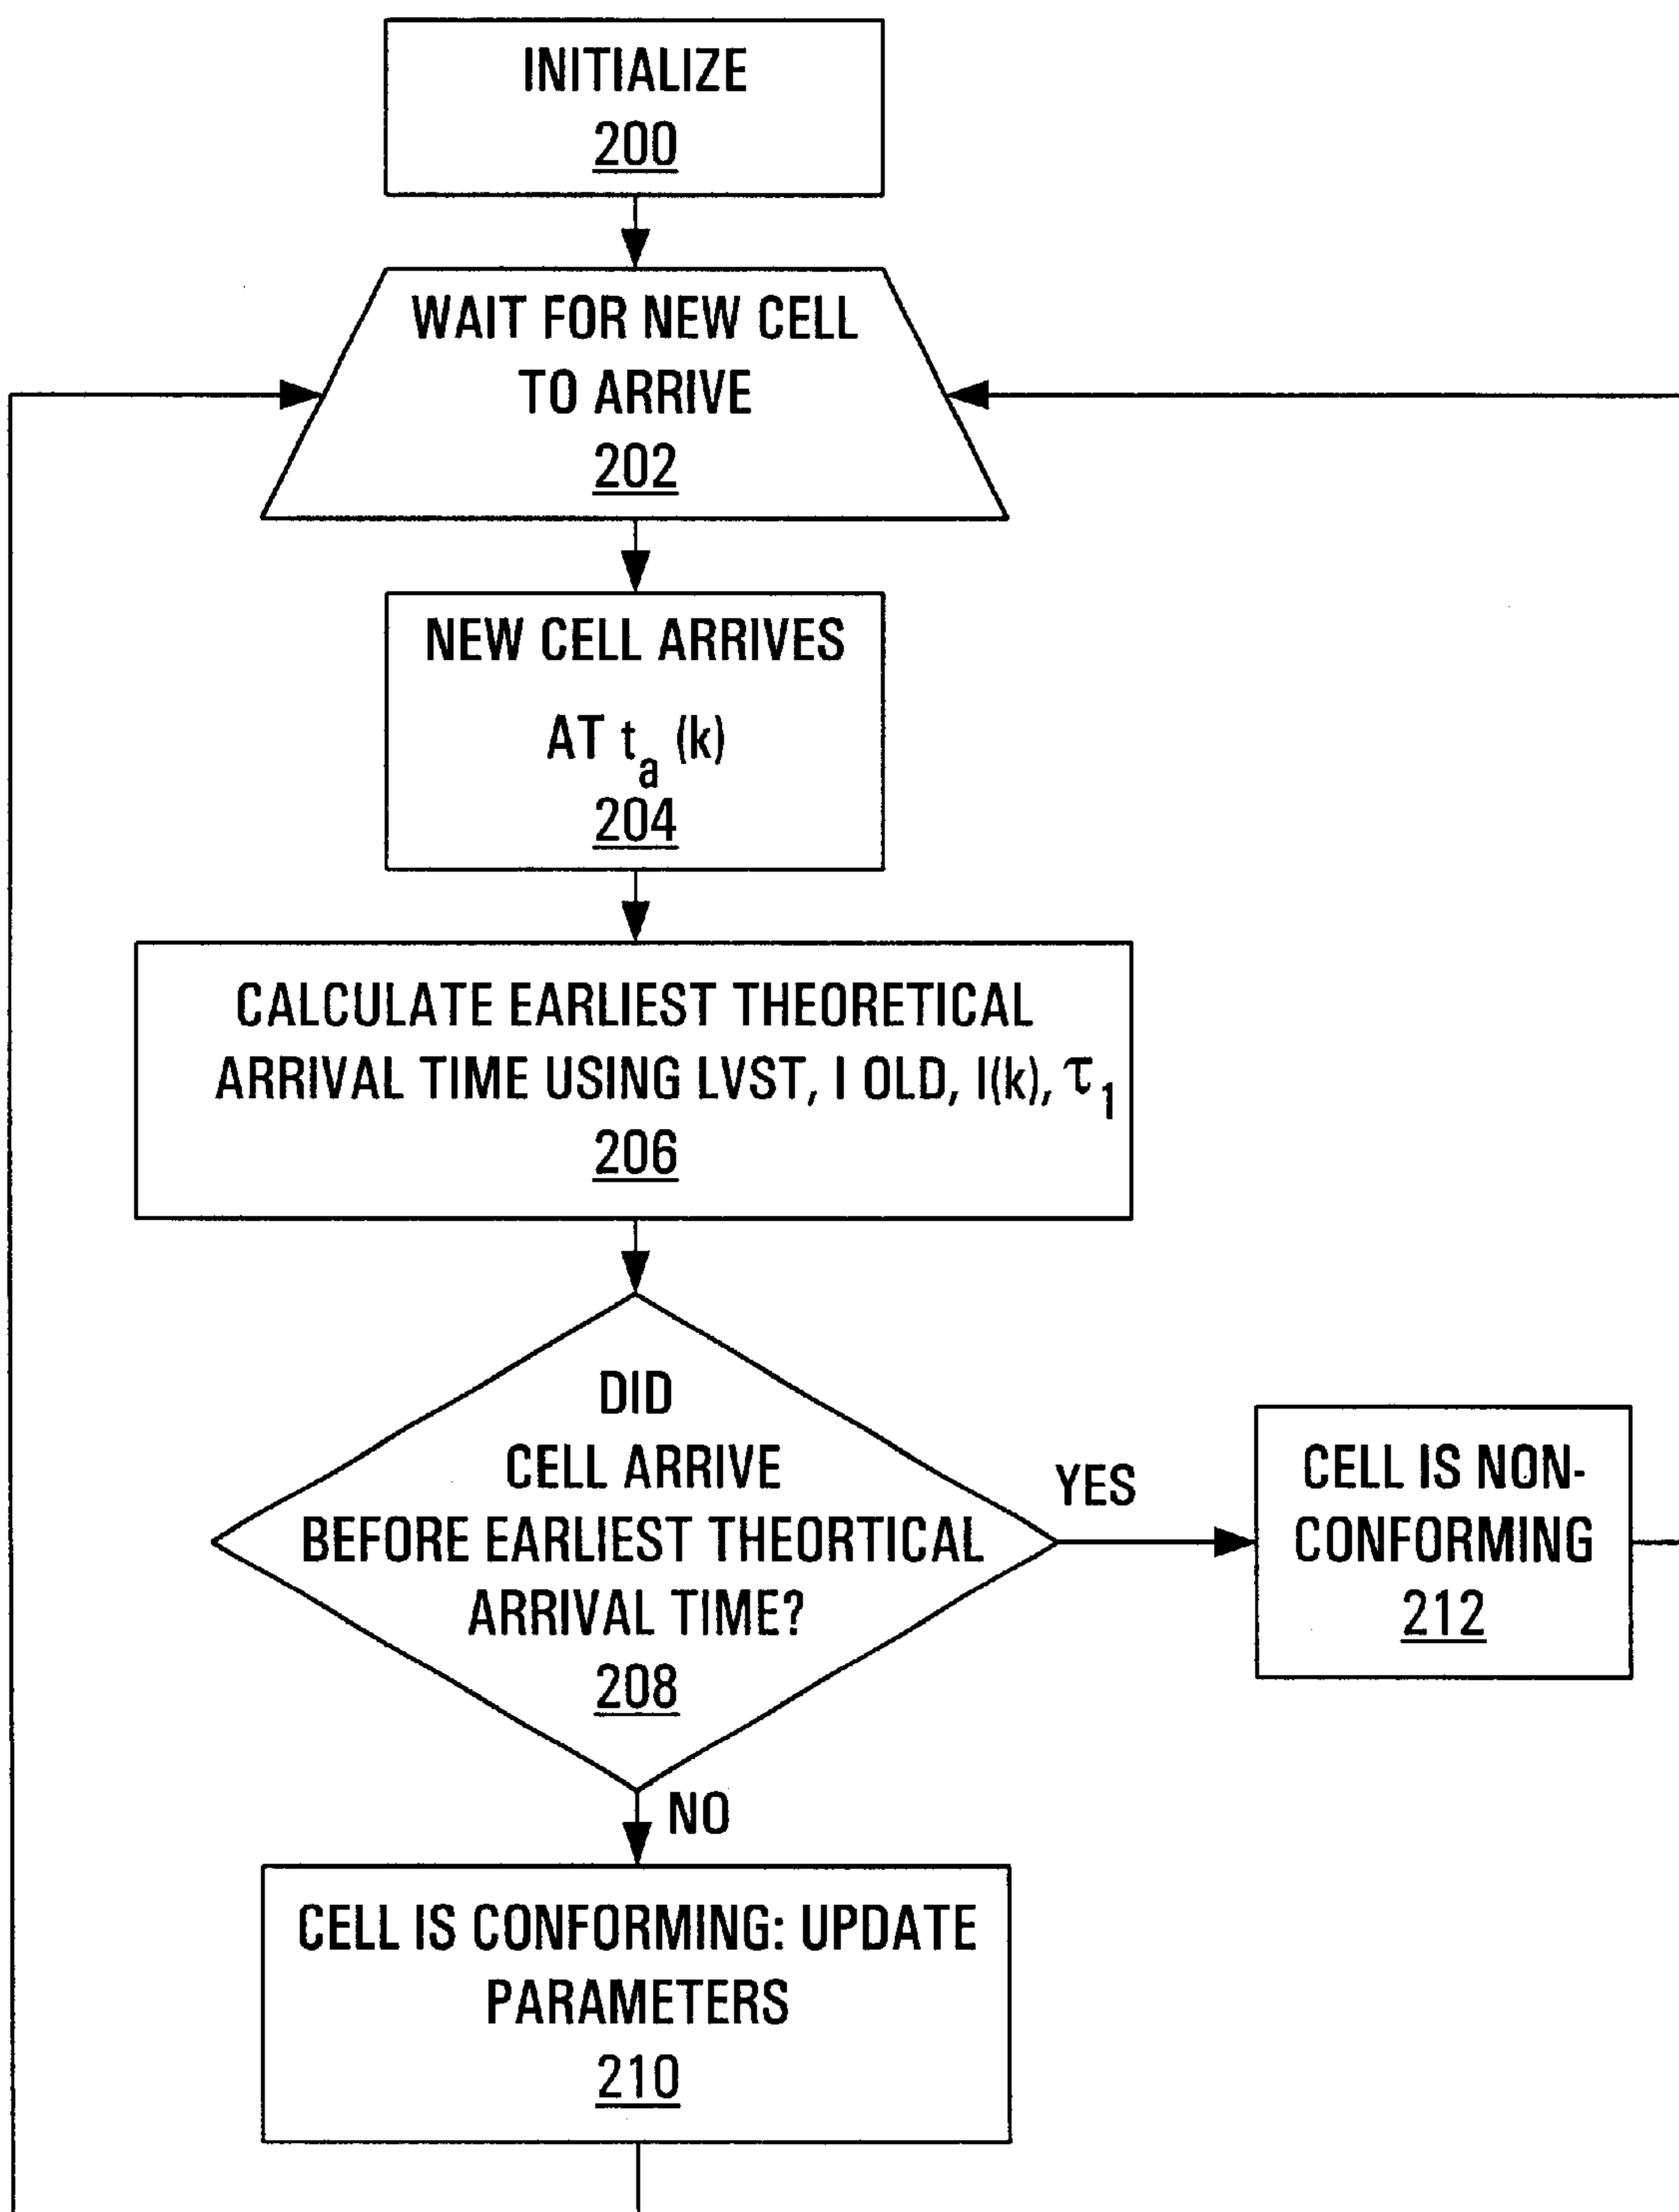 INITIALIZE
200
WAIT FOR NEW CELL
TO ARRIVE
202
NEW CELL ARRIVES
AT t_a (k)
204
CALCULATE EARLIEST THEORETICAL
ARRIVAL TIME USING LVST, I OLD, I(k), τ_1
206
DID
CELL ARRIVE
BEFORE EARLIEST THEORTICAL
ARRIVAL TIME?
208
YES
CELL IS NON-
CONFORMING
212
NO
CELL IS CONFORMING: UPDATE
PARAMETERS
210